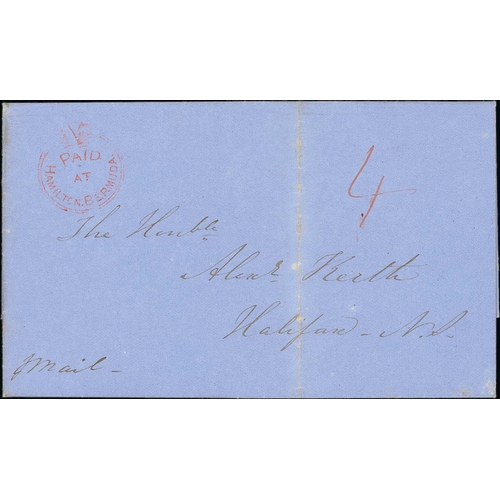 PAID
AT
HAMILTON, BERMUDA
4
The Honble
Alexr Keith
Halifax - N.S.
p Mail -